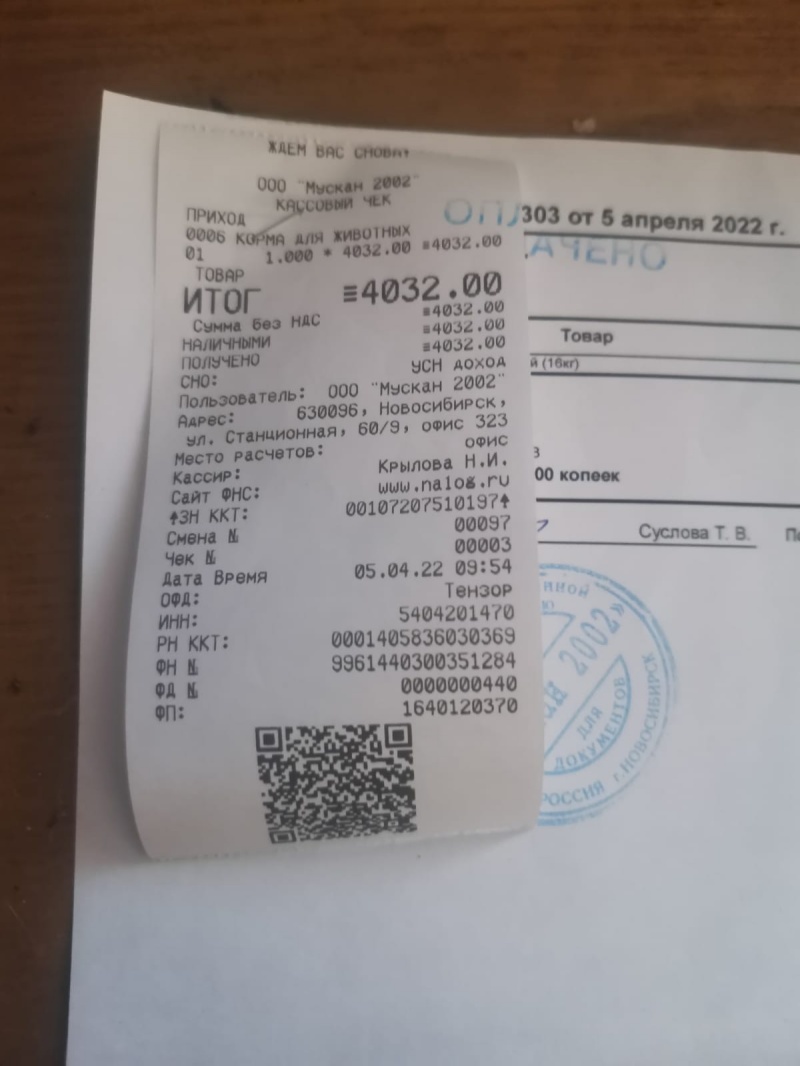 ЖДЕМ ВАС СНОВА!
ООО "Мускан 2002"
КАССОВЫЙ ЧЕК
ПРИХОД
0006 КОРМА ДЛЯ ЖИВОТНЫХ
01 1.000 * 4032.00 ≡4032.00
ТОВАР
ИТОГ ≡4032.00
Сумма без НДС ≡4032.00
НАЛИЧНЫМИ ≡4032.00
ПОЛУЧЕНО ≡4032.00
СНО: УСН ДОХОД
Пользователь: ООО "Мускан 2002"
Адрес: 630096, Новосибирск,
ул. Станционная, 60/9, офис 323
Место расчетов: офис
Кассир: Крылова Н.И.
Сайт ФНС: www.nalog.ru
↑ЗН ККТ: 00107207510197↑
Смена № 00097
Чек № 00003
Дата Время 05.04.22 09:54
ОФД: Тензор
ИНН: 5404201470
РН ККТ: 0001405836030369
ФН № 9961440300351284
ФД № 0000000440
ФП: 1640120370
303 от 5 апреля 2022 г.
ОПЛ
АЧЕНО
Товар
й (16кг)
3
00 копеек
Суслова Т. В.
2002»
ДЛЯ
ДОКУМЕНТОВ
РОССИЯ г.НОВОСИБИРСК